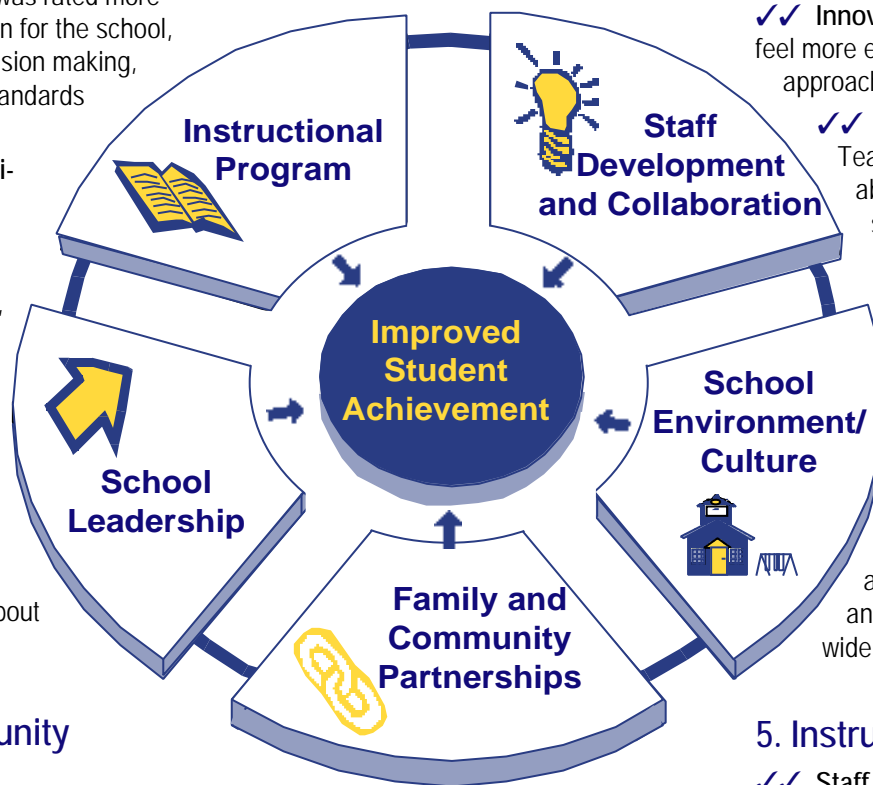 was rated more
n for the school,
sion making,
andards
i-
,
bout
unity
✓✓ Innov
feel more e
approach
✓✓
Tea
ab
s
Instructional
Program
Staff
Development
and Collaboration
Improved
Student
Achievement
School
Environment/
Culture
School
Leadership
Family and
Community
Partnerships
a
an
wide
5. Instru
✓✓ Staff